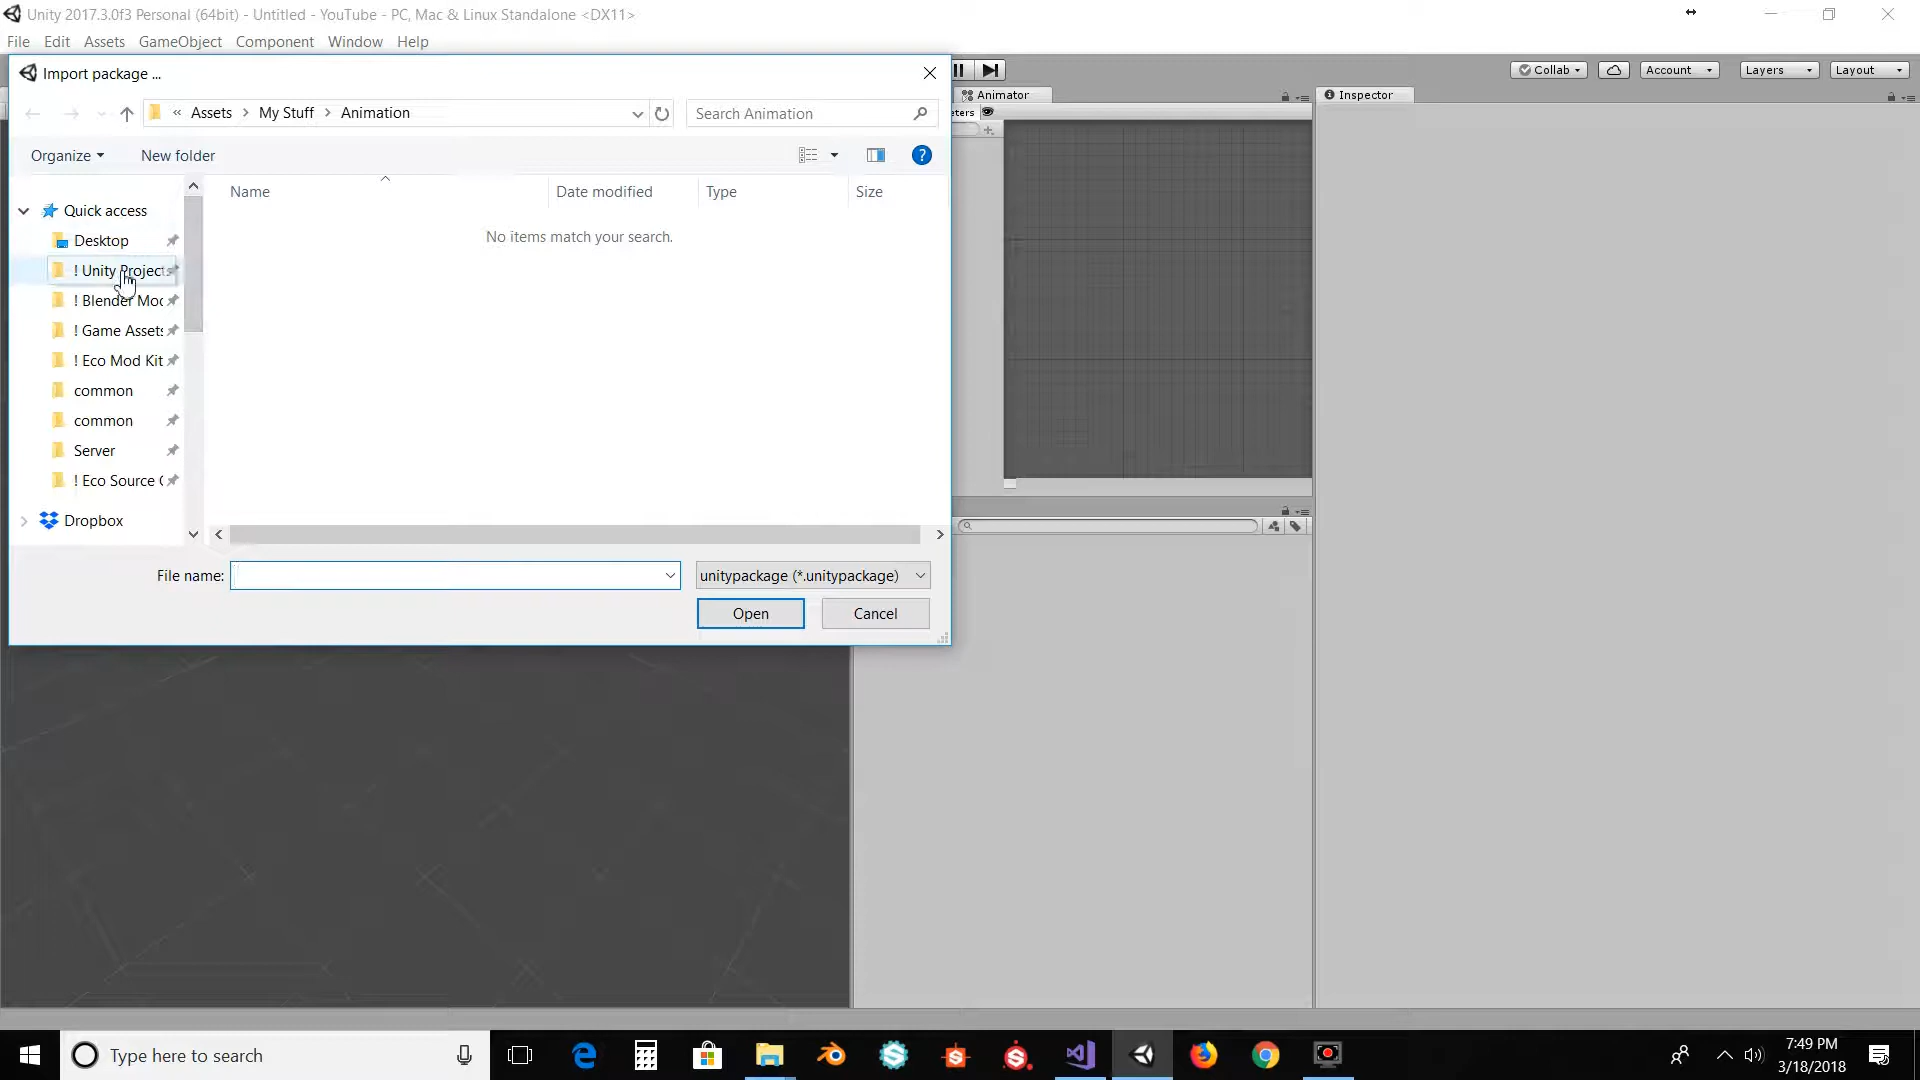 Unity 2017.3.0f3 Personal (64bit) - Untitled - YouTube - PC, Mac & Linux Standalone <DX11>
File Edit Assets GameObject Component Window Help
Import package ...
« Assets > My Stuff > Animation
Search Animation
Organize
New folder
Name
Date modified
Type
Size
No items match your search.
Quick access
Desktop
! Unity Projects
! Blender Moc
! Game Assets
! Eco Mod Kit
common
common
Server
! Eco Source
Dropbox
File name:
unitypackage (*.unitypackage)
Open
Cancel
Collab
Account
Layers
Layout
Animator
eters
Inspector
Type here to search
7:49 PM
3/18/2018